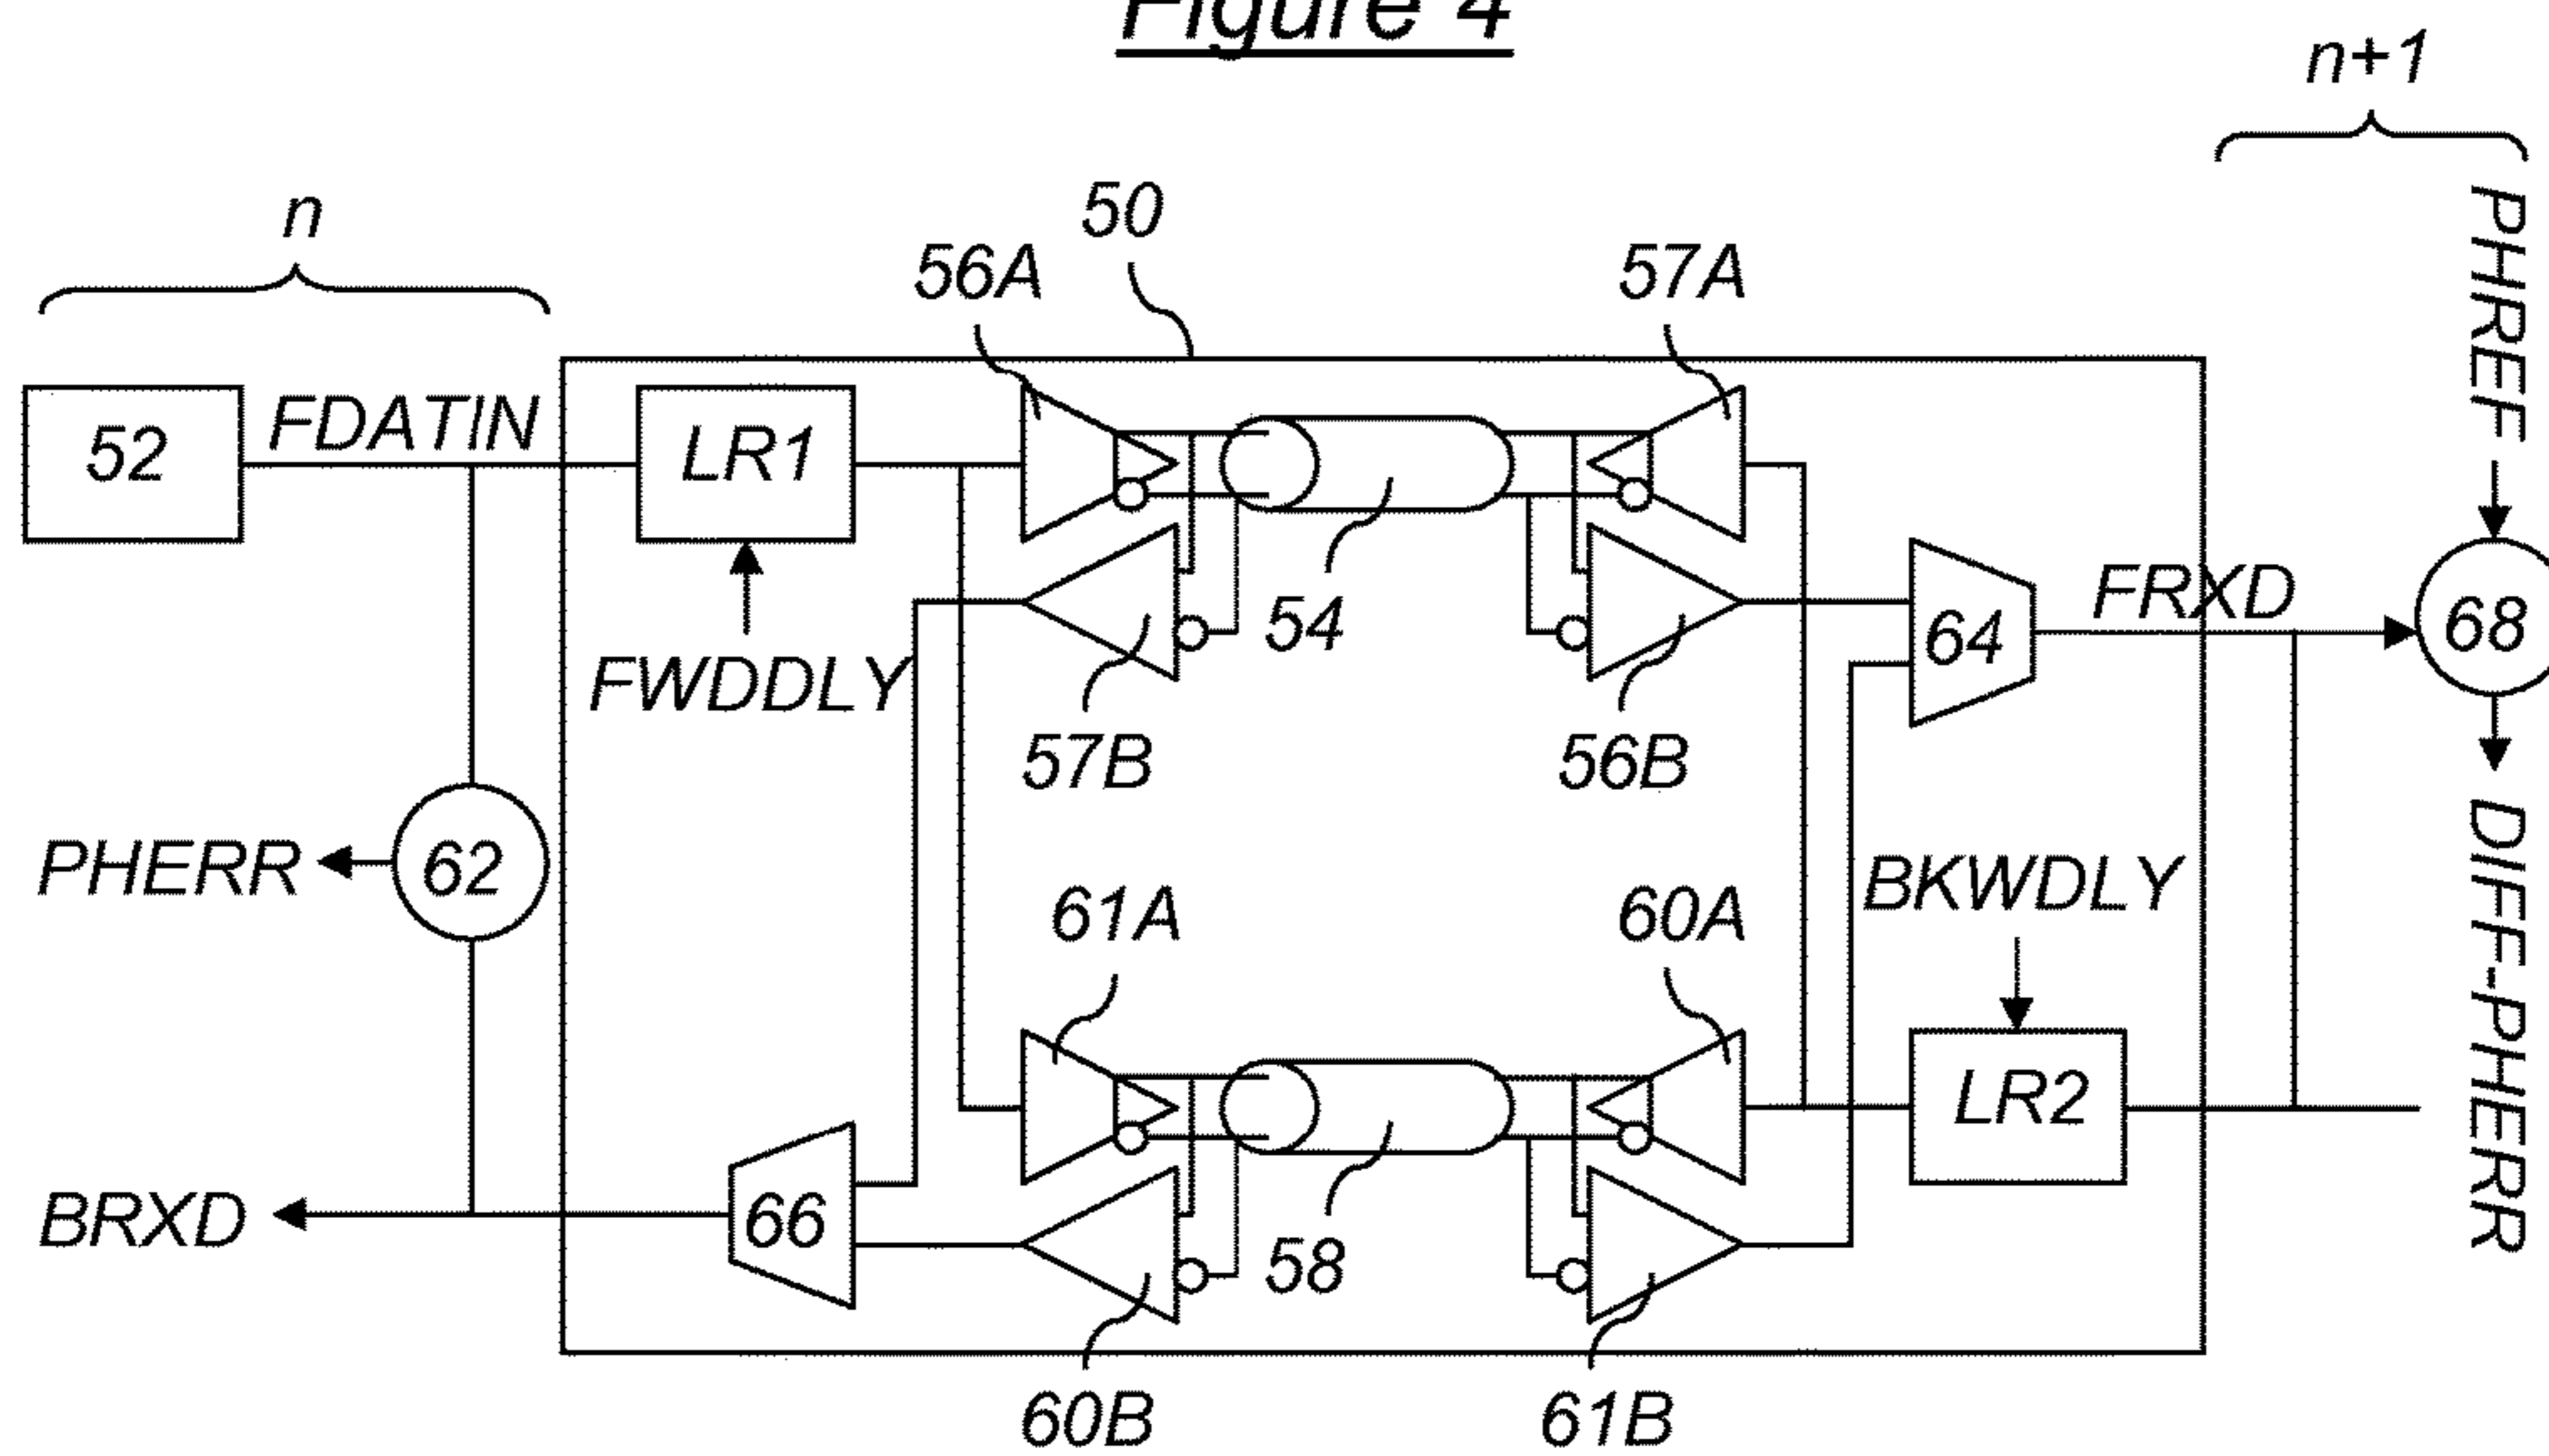 Figure 4
n+1
n
50
56A
57A
PHREF
52
FDATIN
LR1
54
FWDDLY
57B
56B
64
FRXD
68
PHERR
62
61A
60A
BKWDLY
DIFF-PHERR
LR2
BRXD
66
58
60B
61B